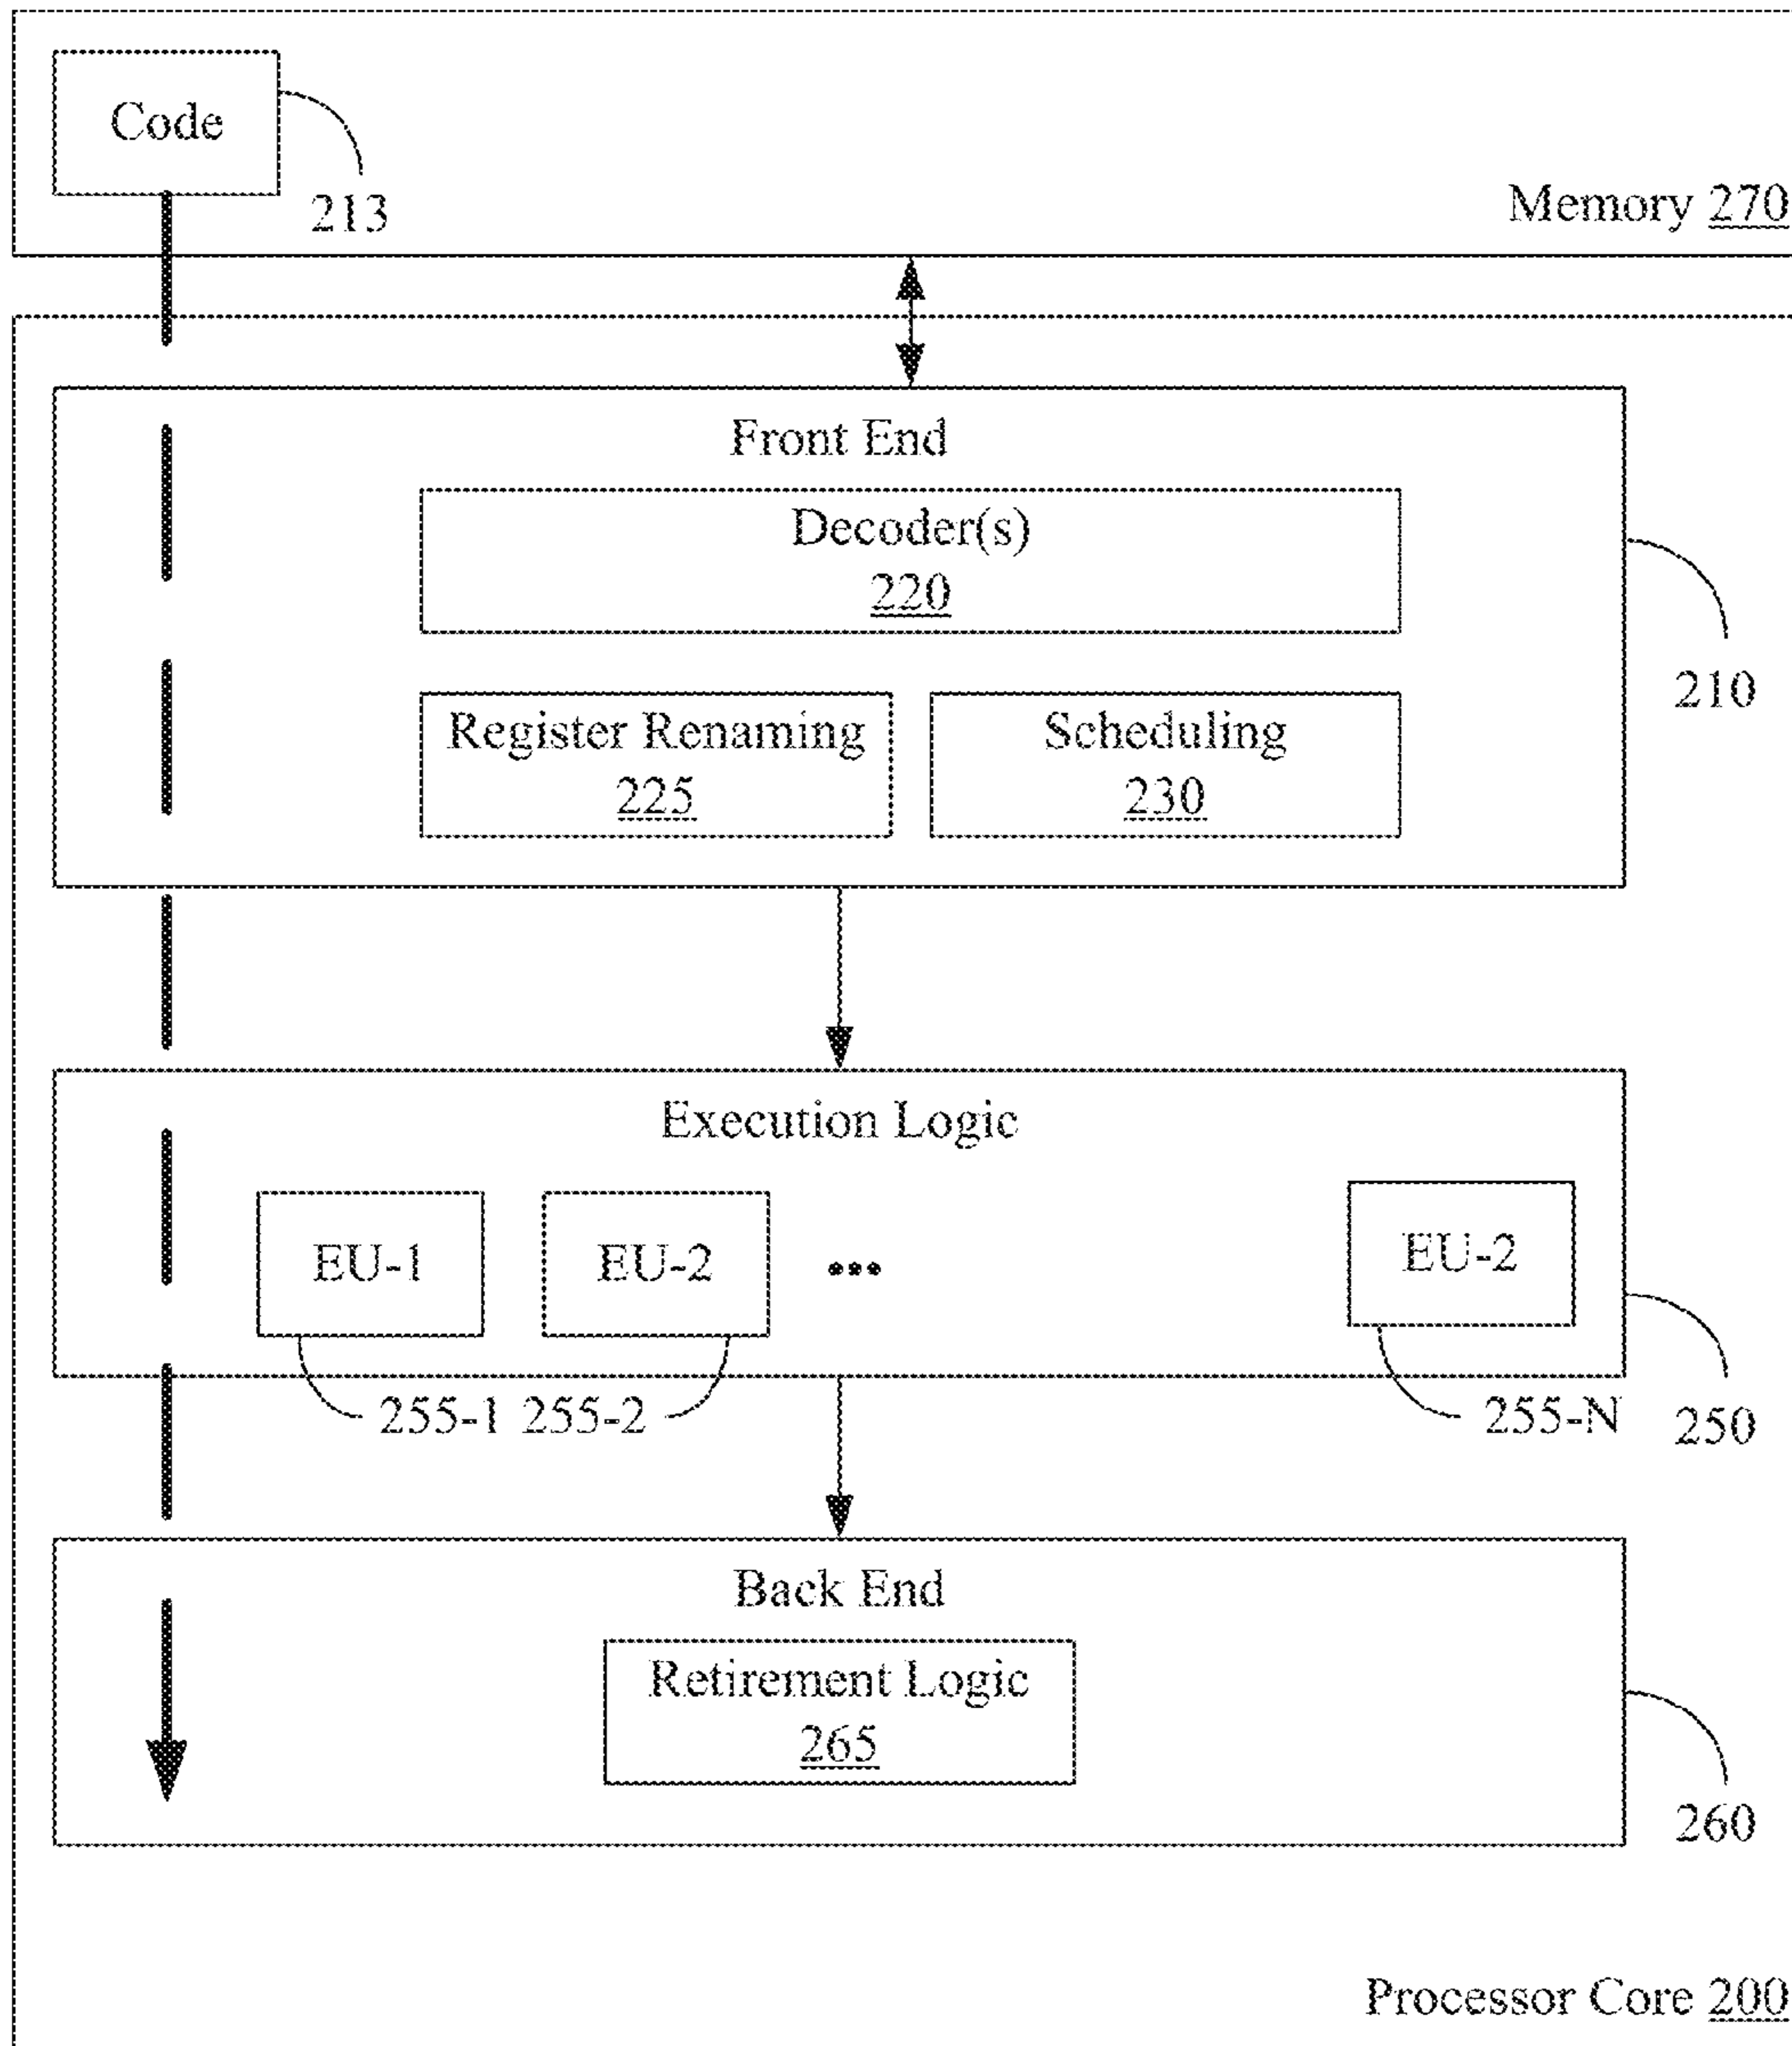 Code
213
Memory 270
Front End
Decoder(s)
220
210
Register Renaming
225
Scheduling
230
Execution Logic
EU-1
EU-2
...
EU-2
255-1 255-2
255-N
250
Back End
Retirement Logic
265
260
Processor Core 200